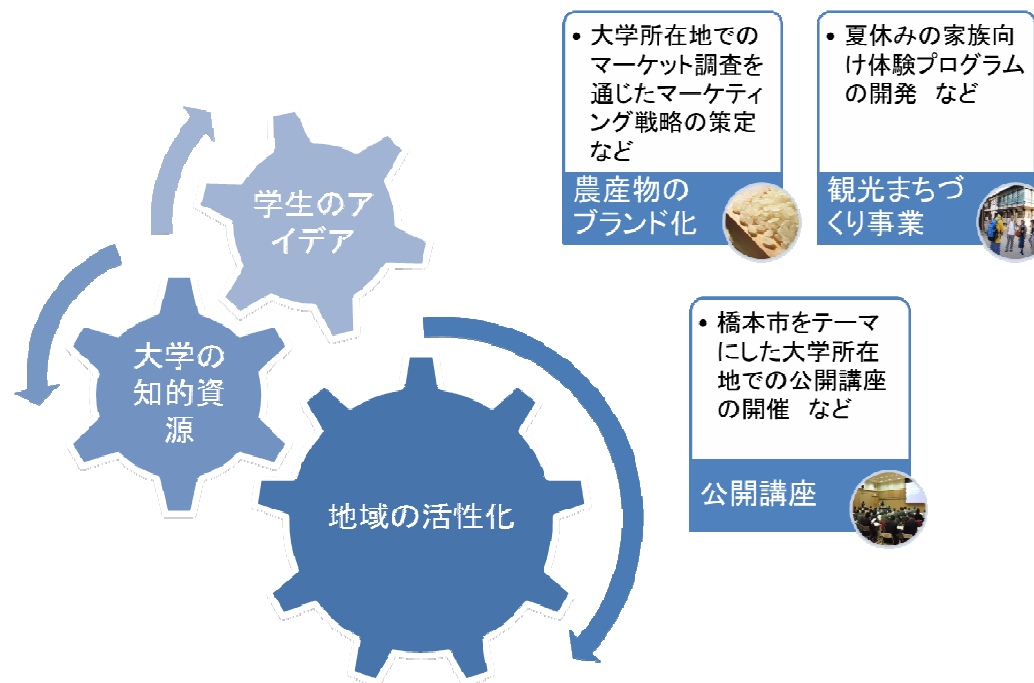 学生のア
イデア
大学の
知的資
源
地域の活性化
• 大学所在地での
マーケット調査を
通じたマーケティ
ング戦略の策定
など
農産物の
ブランド化
• 夏休みの家族向
け体験プログラム
の開発　など
観光まちづ
くり事業
• 橋本市をテーマ
にした大学所在
地での公開講座
の開催　など
公開講座